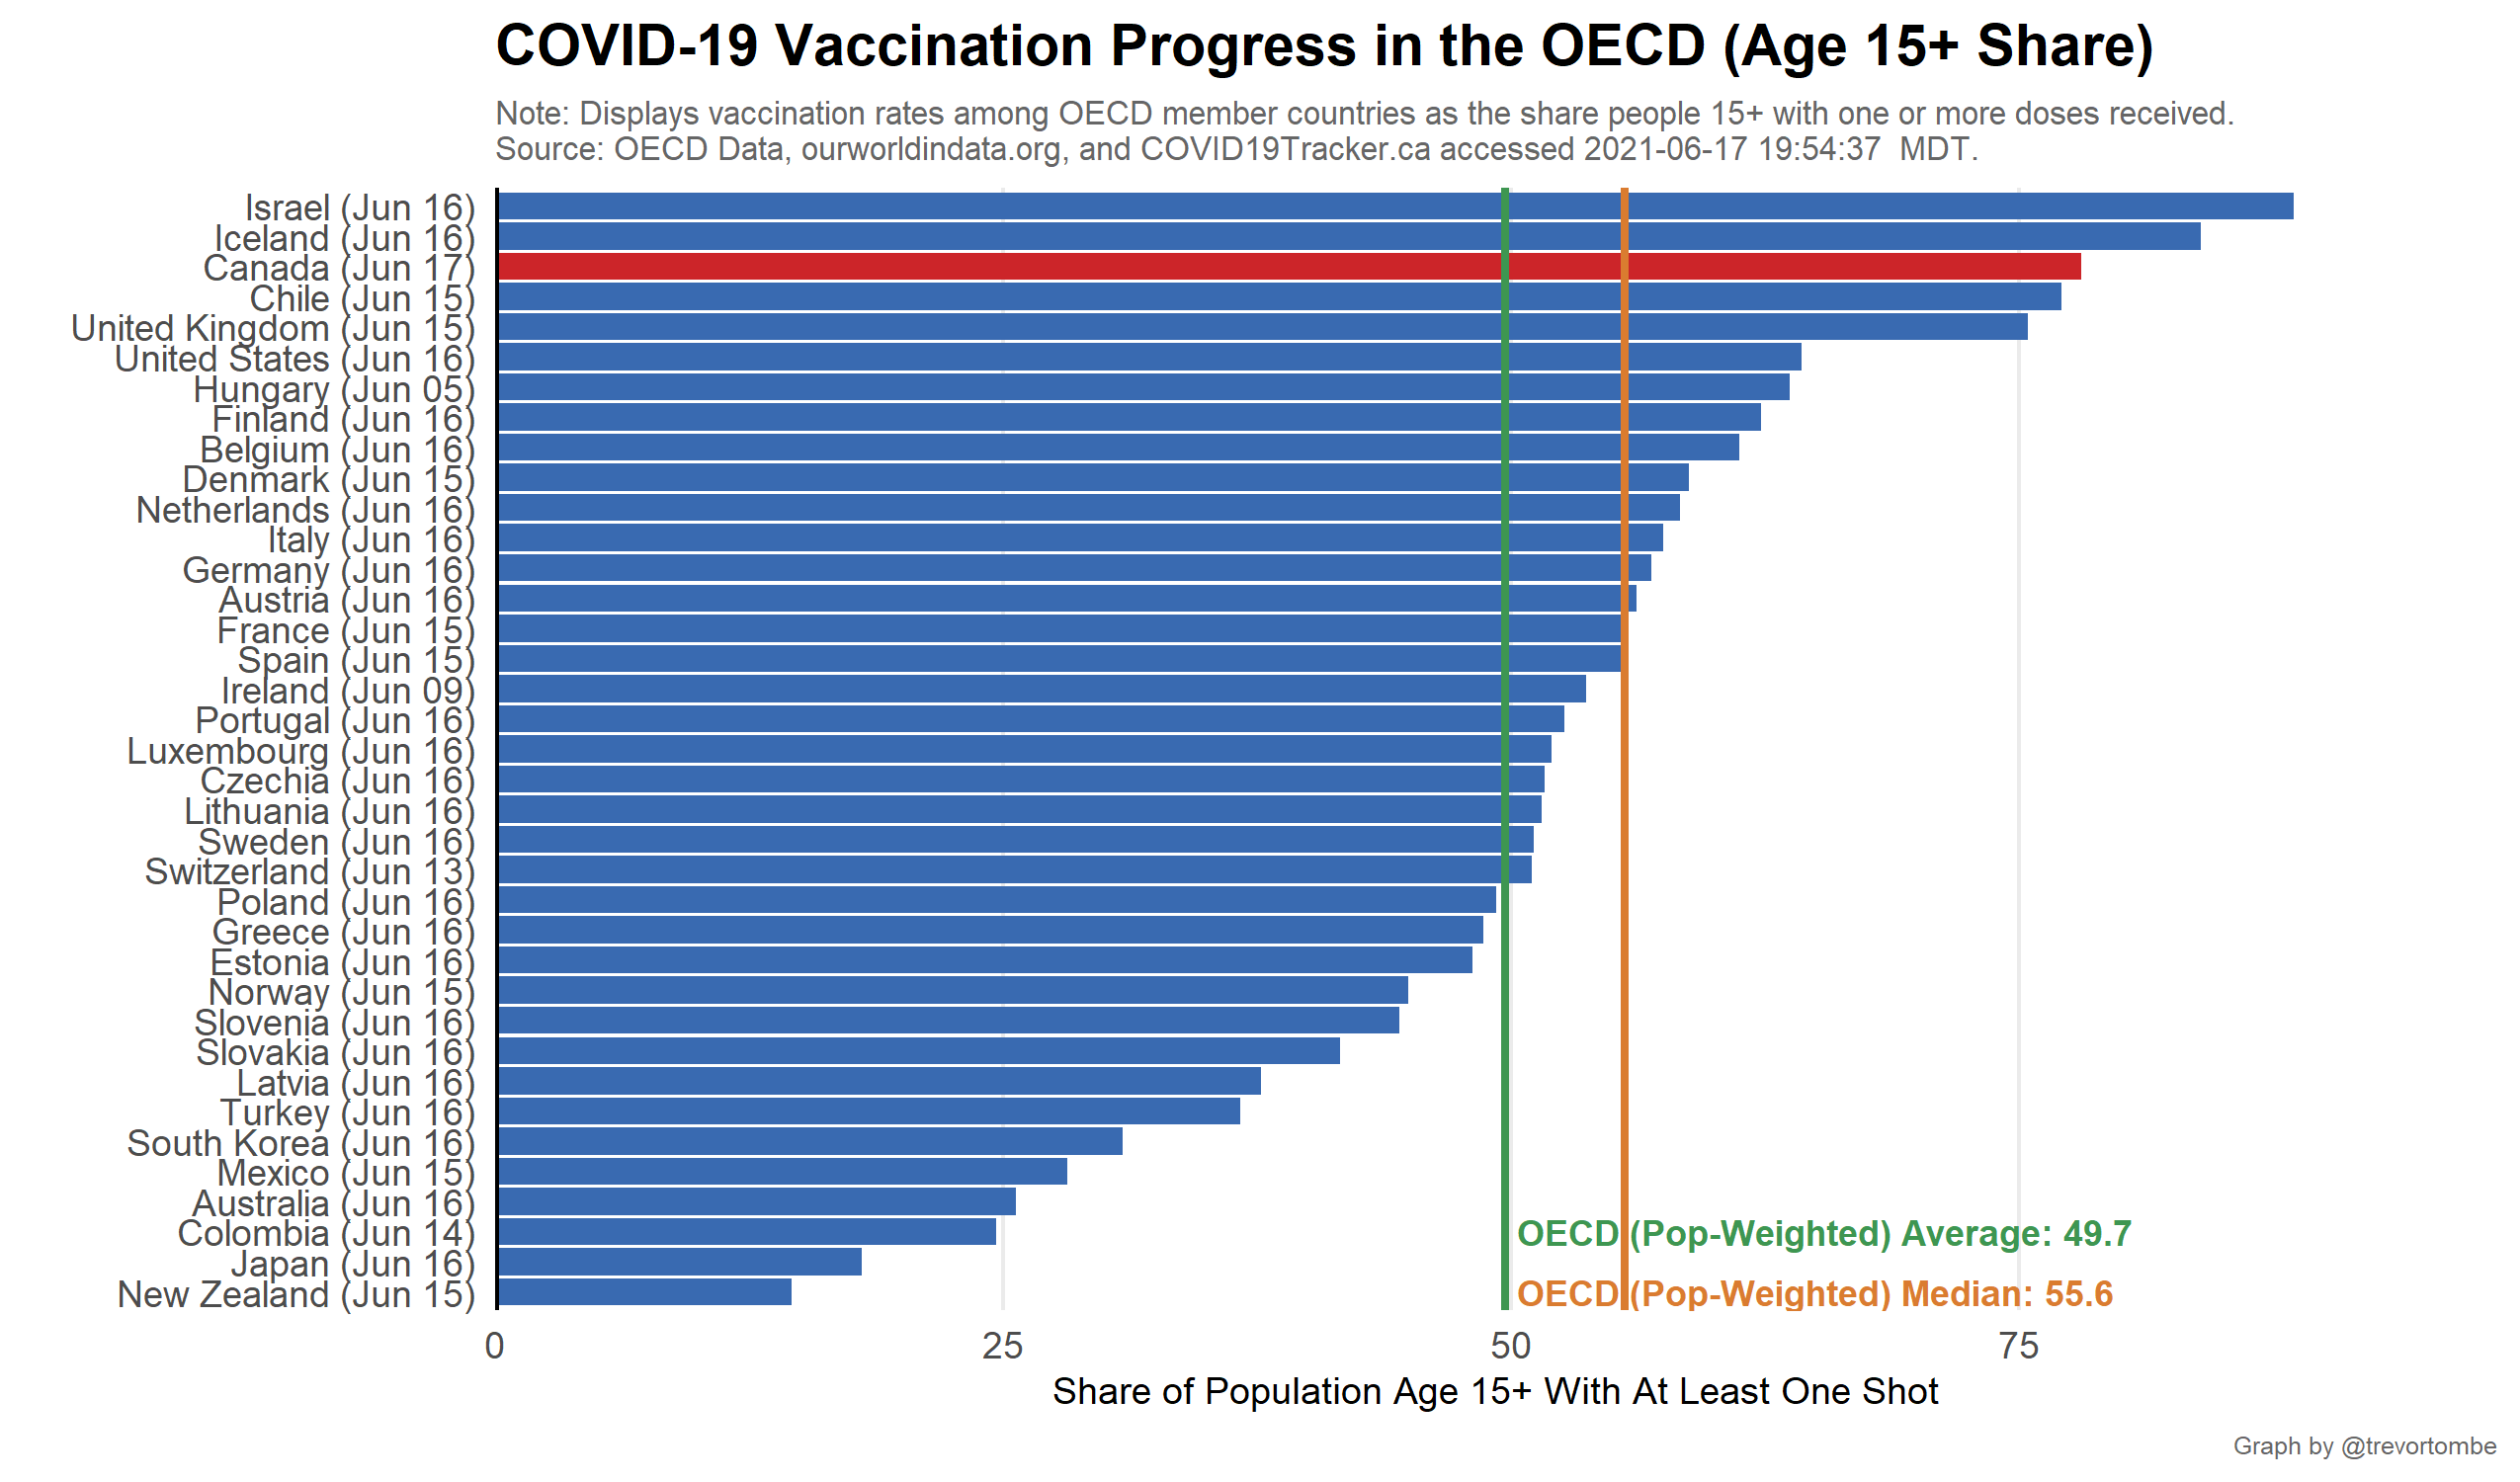 COVID-19 Vaccination Progress in the OECD (Age 15+ Share)
Note: Displays vaccination rates among OECD member countries as the share people 15+ with one or more doses received.
Source: OECD Data, ourworldindata.org, and COVID19Tracker.ca accessed 2021-06-17 19:54:37  MDT.
Israel (Jun 16)
Iceland (Jun 16)
Canada (Jun 17)
Chile (Jun 15)
United Kingdom (Jun 15)
United States (Jun 16)
Hungary (Jun 05)
Finland (Jun 16)
Belgium (Jun 16)
Denmark (Jun 15)
Netherlands (Jun 16)
Italy (Jun 16)
Germany (Jun 16)
Austria (Jun 16)
France (Jun 15)
Spain (Jun 15)
Ireland (Jun 09)
Portugal (Jun 16)
Luxembourg (Jun 16)
Czechia (Jun 16)
Lithuania (Jun 16)
Sweden (Jun 16)
Switzerland (Jun 13)
Poland (Jun 16)
Greece (Jun 16)
Estonia (Jun 16)
Norway (Jun 15)
Slovenia (Jun 16)
Slovakia (Jun 16)
Latvia (Jun 16)
Turkey (Jun 16)
South Korea (Jun 16)
Mexico (Jun 15)
Australia (Jun 16)
Colombia (Jun 14)
Japan (Jun 16)
New Zealand (Jun 15)
OECD (Pop-Weighted) Average: 49.7
OECD (Pop-Weighted) Median: 55.6
0 25 50 75
Share of Population Age 15+ With At Least One Shot
Graph by @trevortombe